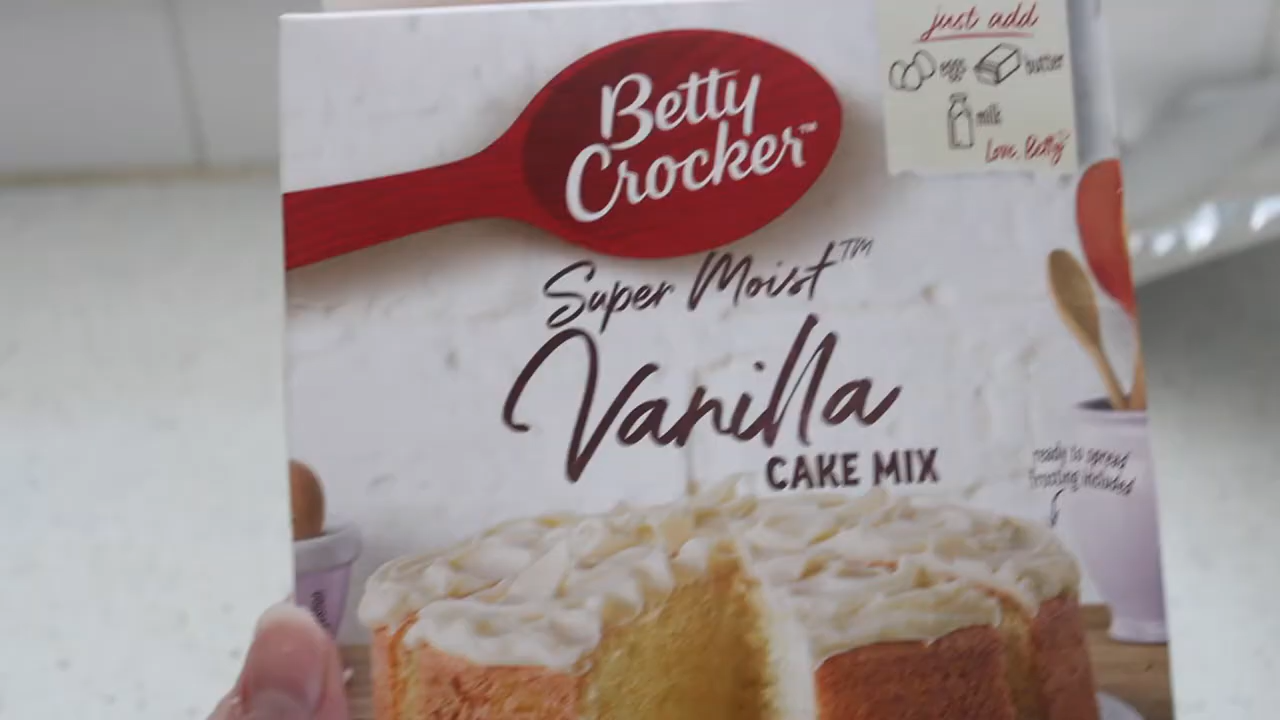 just add
eggs butter
milk
Love, Betty
Betty
Crocker™
Super Moist™
Vanilla
CAKE MIX
ready to spread
frosting included